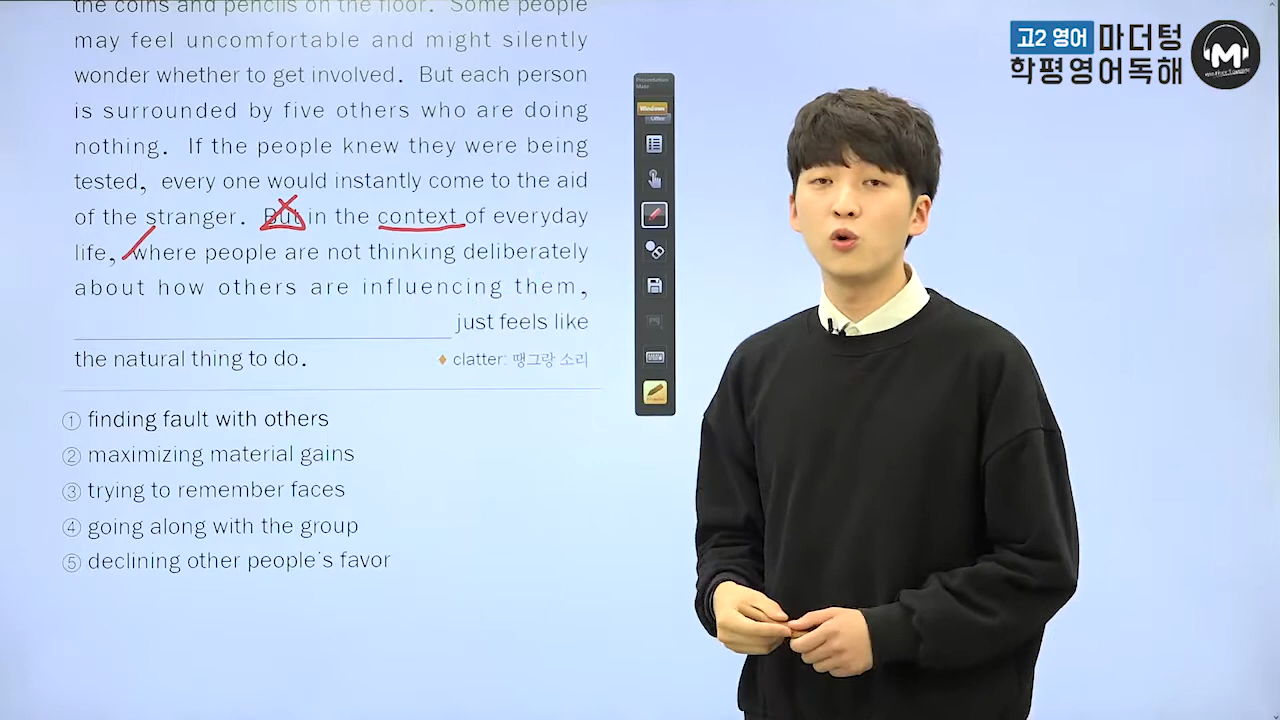 the coins and pencils on the floor. Some people
may feel uncomfortable and might silently
wonder whether to get involved. But each person
is surrounded by five others who are doing
nothing. If the people knew they were being
tested, every one would instantly come to the aid
of the stranger. But in the context of everyday
life, where people are not thinking deliberately
about how others are influencing them,
just feels like
the natural thing to do.
♦ clatter: 땡그랑 소리
① finding fault with others
② maximizing material gains
③ trying to remember faces
④ going along with the group
⑤ declining other people's favor
Presentation
Mate
Windows
Office
고2 영어 마더텅
학평영어독해
M